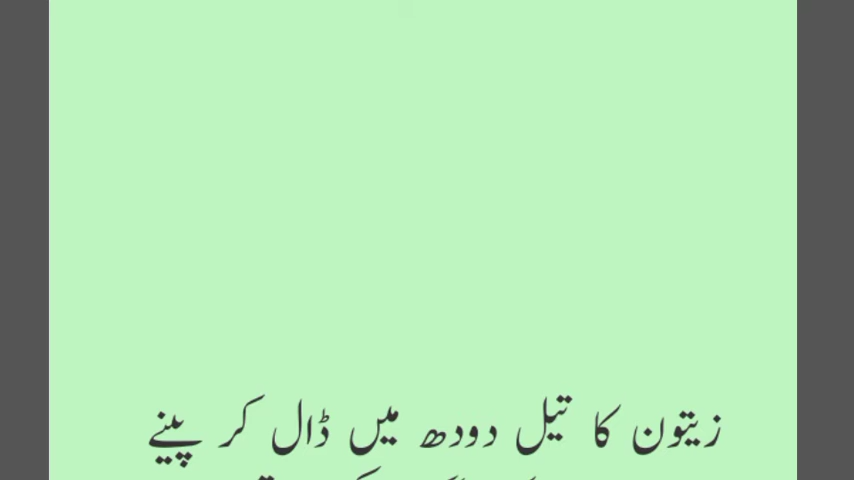 زیتون کا تیل دودھ میں ڈال کر پینے